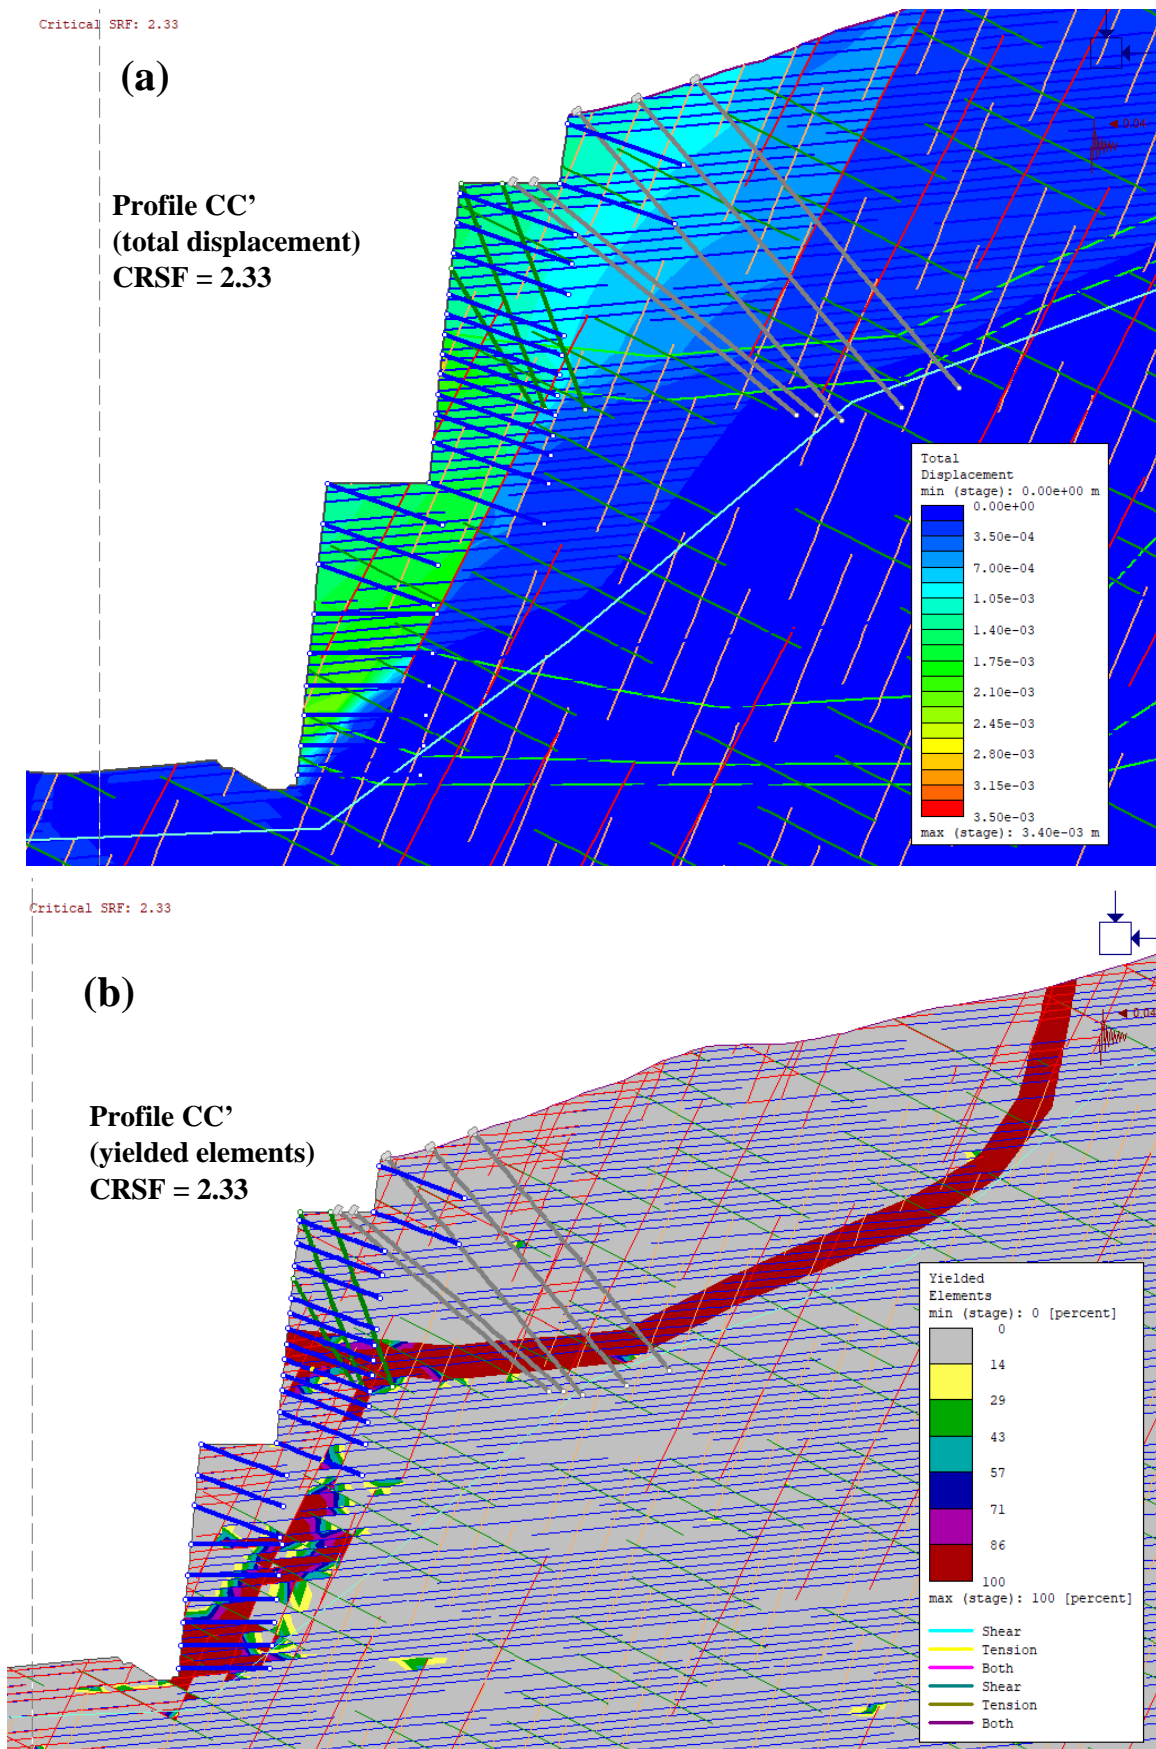 Critical SRF: 2.33
(a)
Profile CC’
(total displacement)
CRSF = 2.33
0.04
Total
Displacement
min (stage): 0.00e+00 m
0.00e+00
3.50e-04
7.00e-04
1.05e-03
1.40e-03
1.75e-03
2.10e-03
2.45e-03
2.80e-03
3.15e-03
3.50e-03
max (stage): 3.40e-03 m
Critical SRF: 2.33
(b)
Profile CC’
(yielded elements)
CRSF = 2.33
0.04
Yielded
Elements
min (stage): 0 [percent]
0
14
29
43
57
71
86
100
max (stage): 100 [percent]
Shear
Tension
Both
Shear
Tension
Both